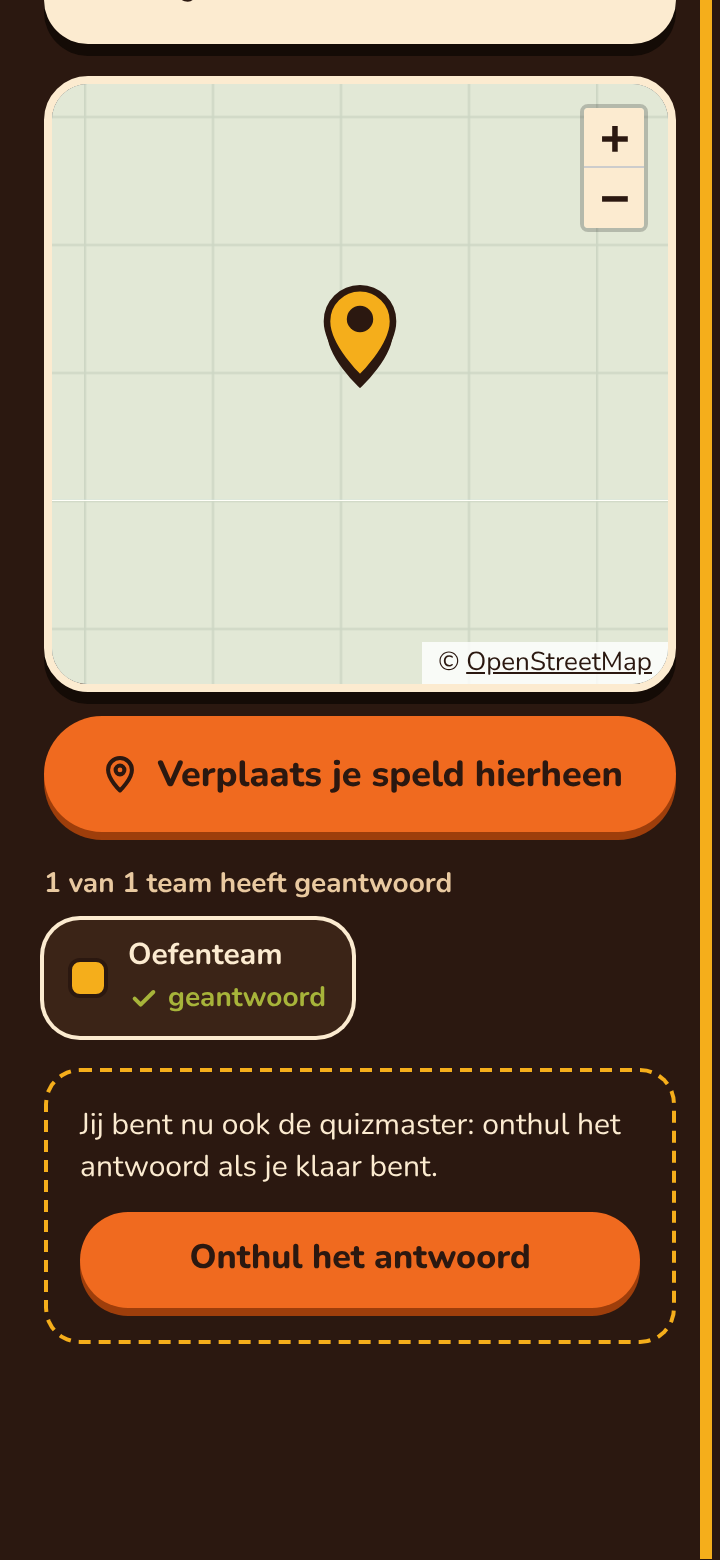 +
−
© OpenStreetMap
Verplaats je speld hierheen
1 van 1 team heeft geantwoord
Oefenteam
geantwoord
Jij bent nu ook de quizmaster: onthul het
antwoord als je klaar bent.
Onthul het antwoord